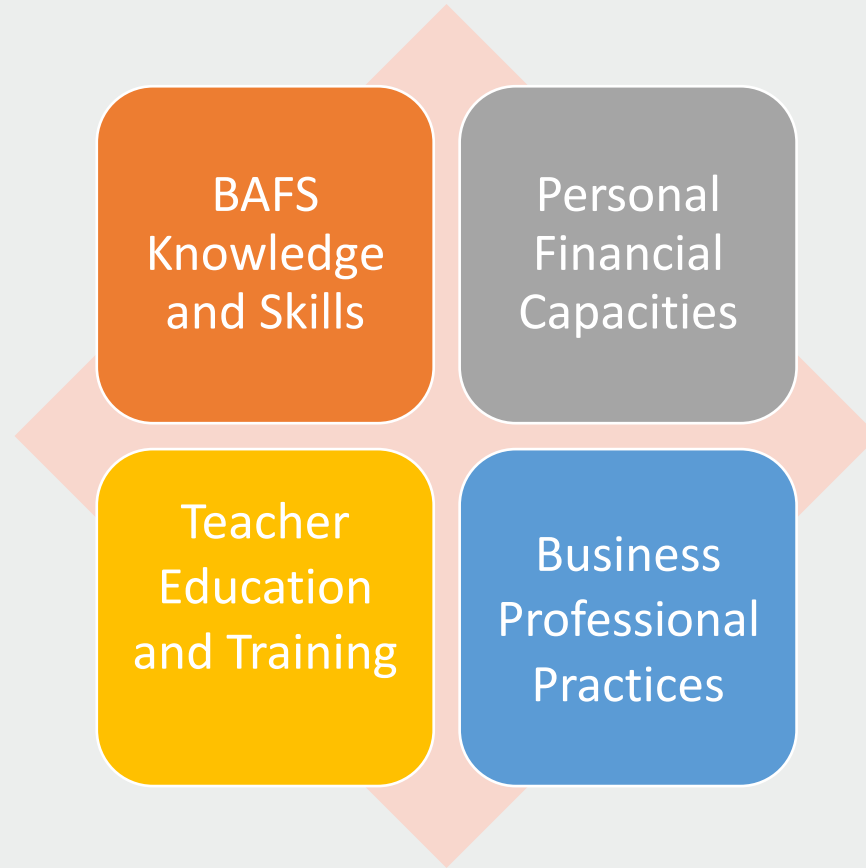 BAFS
Knowledge
and Skills
Personal
Financial
Capacities
Teacher
Education
and Training
Business
Professional
Practices